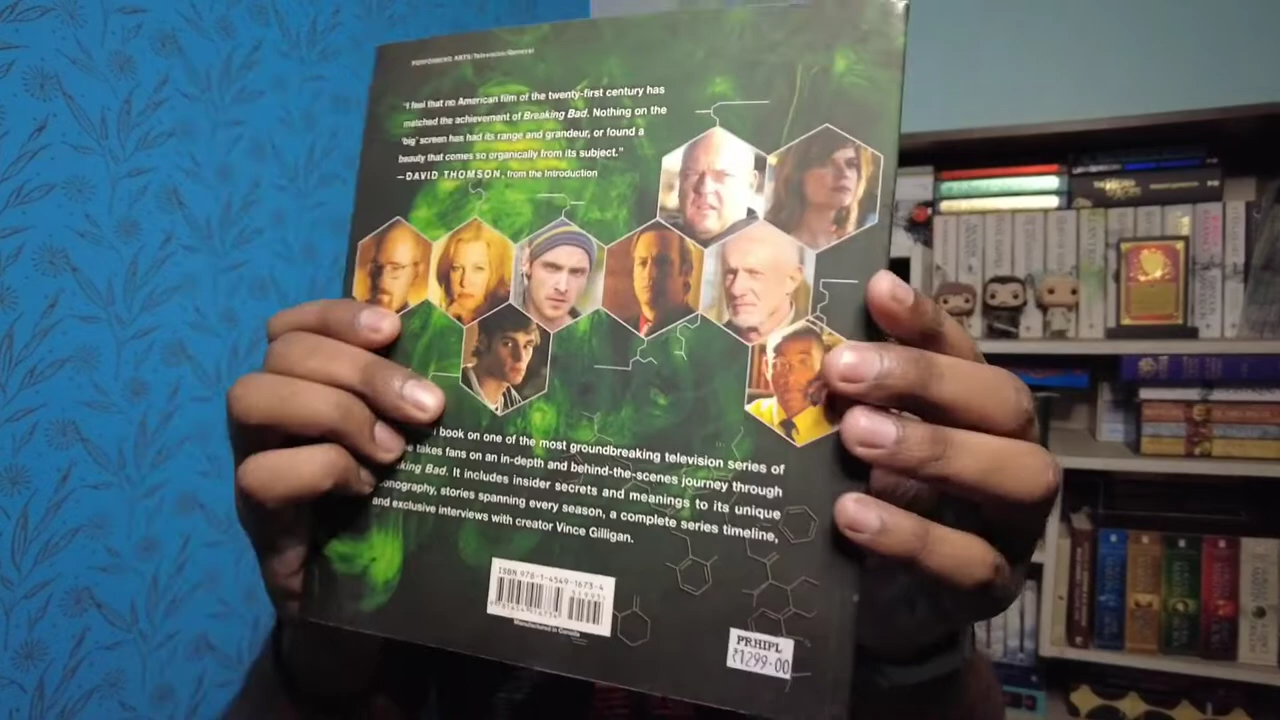 PERFORMING ARTS/Television/General
"I feel that no American film of the twenty-first century has
matched the achievement of Breaking Bad. Nothing on the
'big' screen has had its range and grandeur, or found a
beauty that comes so organically from its subject."
—DAVID THOMSON, from the Introduction
book on one of the most groundbreaking television series of
takes fans on an in-depth and behind-the-scenes journey through
king Bad. It includes insider secrets and meanings to its unique
onography, stories spanning every season, a complete series timeline,
and exclusive interviews with creator Vince Gilligan.
ISBN 978-1-4549-1673-4
Manufactured in Canada
PRHIPL
₹1299.00